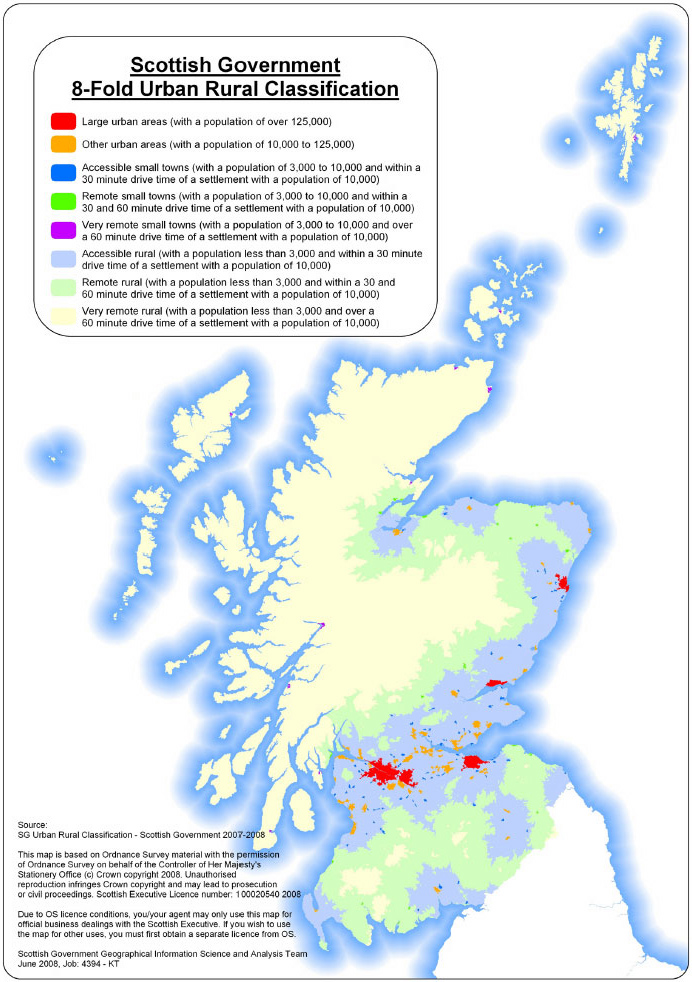 Scottish Government
8-Fold Urban Rural Classification
Large urban areas (with a population of over 125,000)
Other urban areas (with a population of 10,000 to 125,000)
Accessible small towns (with a population of 3,000 to 10,000 and within a
30 minute drive time of a settlement with a population of 10,000)
Remote small towns (with a population of 3,000 to 10,000 and within a
30 and 60 minute drive time of a settlement with a population of 10,000)
Very remote small towns (with a population of 3,000 to 10,000 and over
a 60 minute drive time of a settlement with a population of 10,000)
Accessible rural (with a population less than 3,000 and within a 30 minute
drive time of a settlement with a population of 10,000)
Remote rural (with a population less than 3,000 and within a 30 and
60 minute drive time of a settlement with a population of 10,000)
Very remote rural (with a population less than 3,000 and over a
60 minute drive time of a settlement with a population of 10,000)
Source:
SG Urban Rural Classification - Scottish Government 2007-2008
This map is based on Ordnance Survey material with the permission
of Ordnance Survey on behalf of the Controller of Her Majesty's
Stationery Office (c) Crown copyright 2008. Unauthorised
reproduction infringes Crown copyright and may lead to prosecution
or civil proceedings. Scottish Executive Licence number: 100020540 2008
Due to OS licence conditions, you/your agent may only use this map for
official business dealings with the Scottish Executive. If you wish to use
the map for other uses, you must first obtain a separate licence from OS.
Scottish Government Geographical Information Science and Analysis Team
June 2008, Job: 4394 - KT